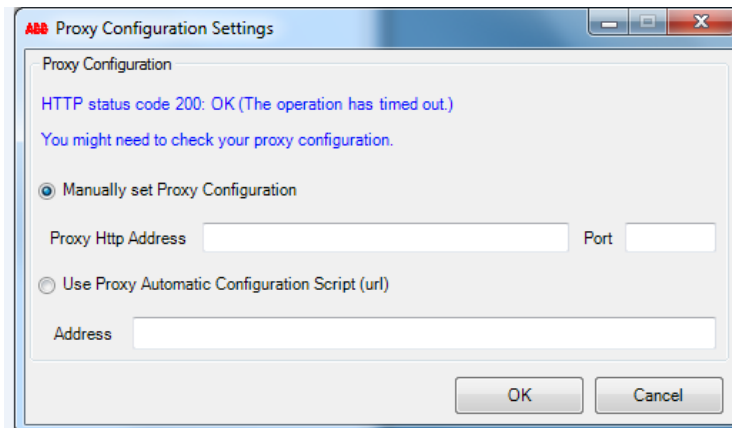 ABB Proxy Configuration Settings
Proxy Configuration
HTTP status code 200: OK (The operation has timed out.)
You might need to check your proxy configuration.
Manually set Proxy Configuration
Proxy Http Address Port
Use Proxy Automatic Configuration Script (url)
Address
OK Cancel